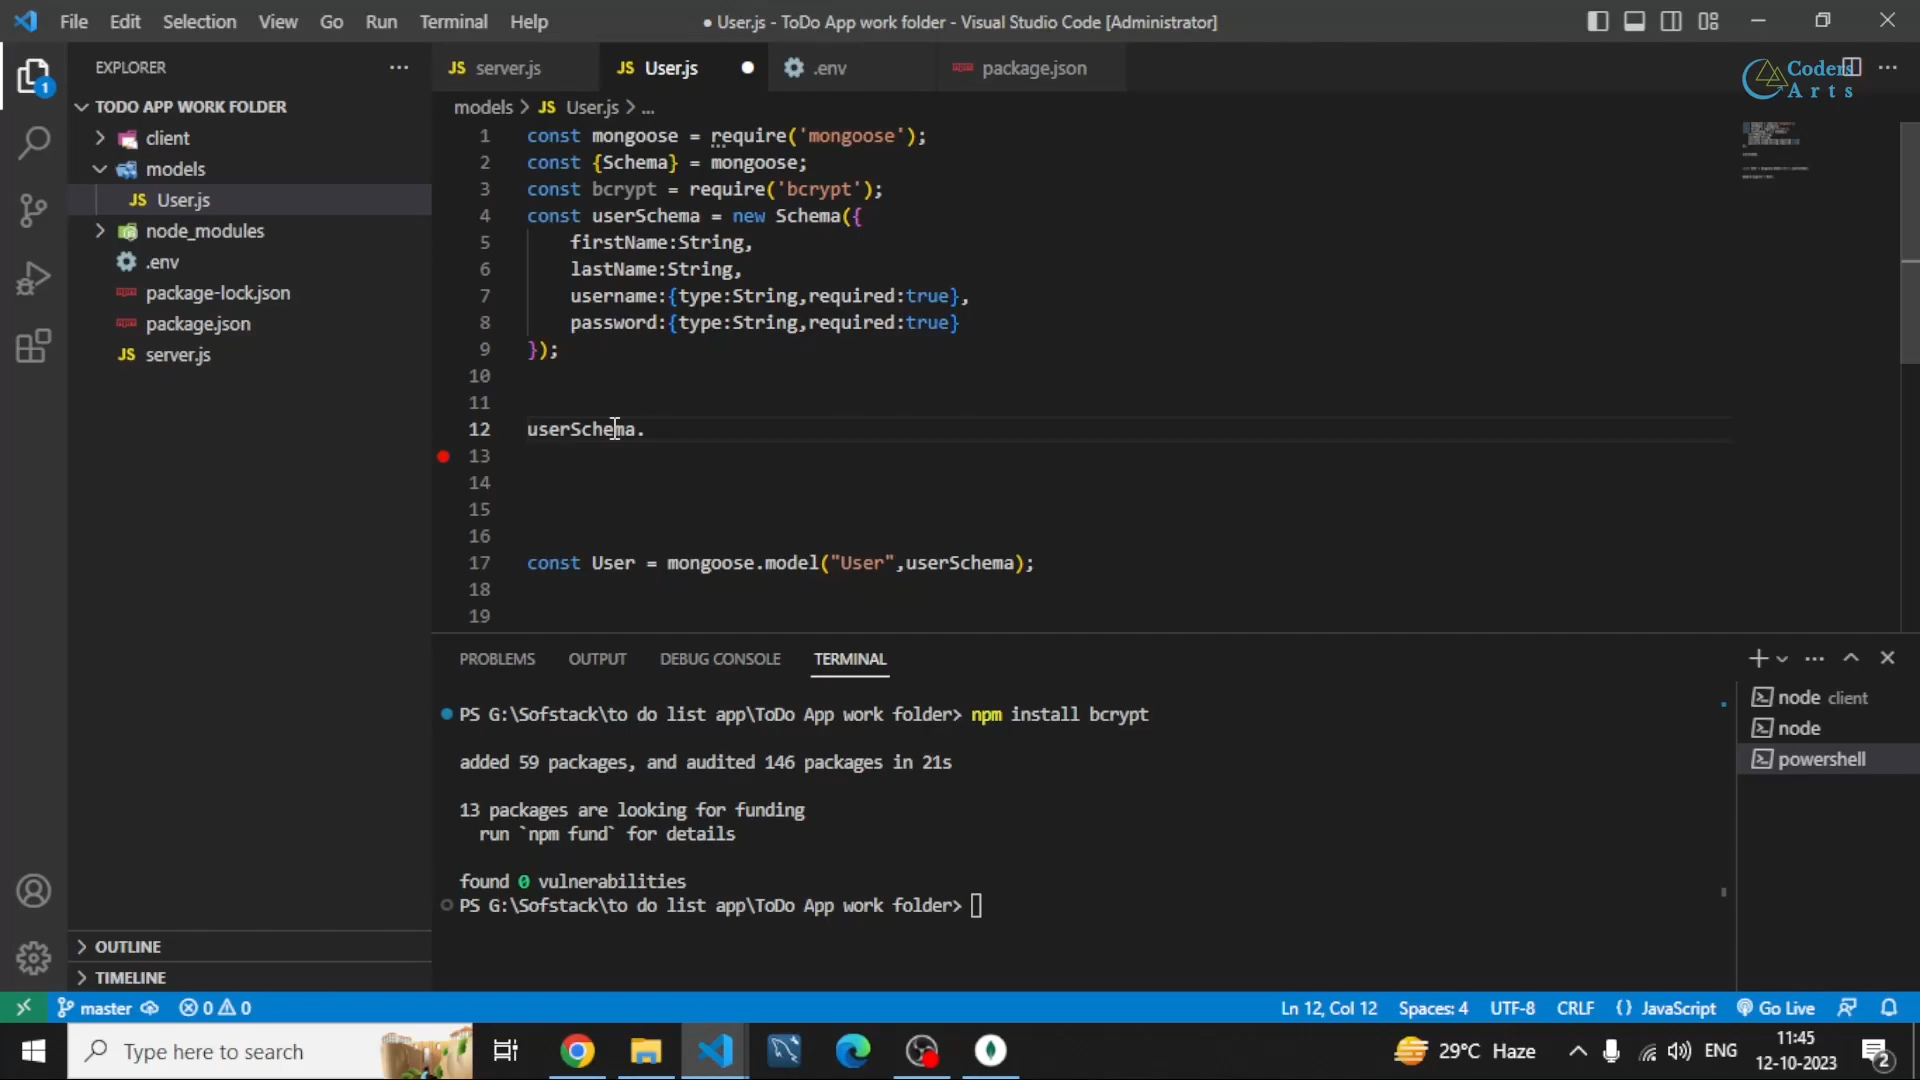 File Edit Selection View Go Run Terminal Help
● User.js - ToDo App work folder - Visual Studio Code [Administrator]
EXPLORER
TODO APP WORK FOLDER
client
models
JS User.js
node_modules
.env
package-lock.json
package.json
JS server.js
OUTLINE
TIMELINE
1
JS server.js
JS User.js
.env
package.json
Coders
Arts
models > JS User.js > ...
1 const mongoose = require('mongoose');
2 const {Schema} = mongoose;
3 const bcrypt = require('bcrypt');
4 const userSchema = new Schema({
5 firstName:String,
6 lastName:String,
7 username:{type:String,required:true},
8 password:{type:String,required:true}
9 });
10
11
12 userSchema.
13
14
15
16
17 const User = mongoose.model("User",userSchema);
18
19
PROBLEMS OUTPUT DEBUG CONSOLE TERMINAL
PS G:\Sofstack\to do list app\ToDo App work folder> npm install bcrypt
added 59 packages, and audited 146 packages in 21s
13 packages are looking for funding
run `npm fund` for details
found 0 vulnerabilities
PS G:\Sofstack\to do list app\ToDo App work folder>
node client
node
powershell
master
0 0
Ln 12, Col 12 Spaces: 4 UTF-8 CRLF {} JavaScript Go Live
Type here to search
29°C Haze
ENG
11:45
12-10-2023
2